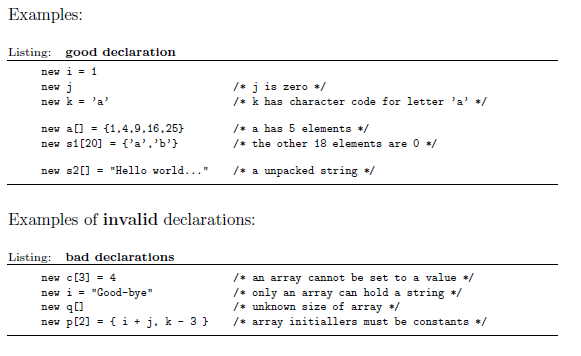 Examples:
Listing: good declaration
new i = 1
new j /* j is zero */
new k = ’a’ /* k has character code for letter ’a’ */
new a[] = {1,4,9,16,25} /* a has 5 elements */
new s1[20] = {’a’,’b’} /* the other 18 elements are 0 */
new s2[] = "Hello world..." /* a unpacked string */
Examples of invalid declarations:
Listing: bad declarations
new c[3] = 4 /* an array cannot be set to a value */
new i = "Good-bye" /* only an array can hold a string */
new q[] /* unknown size of array */
new p[2] = { i + j, k - 3 } /* array initiallers must be constants */